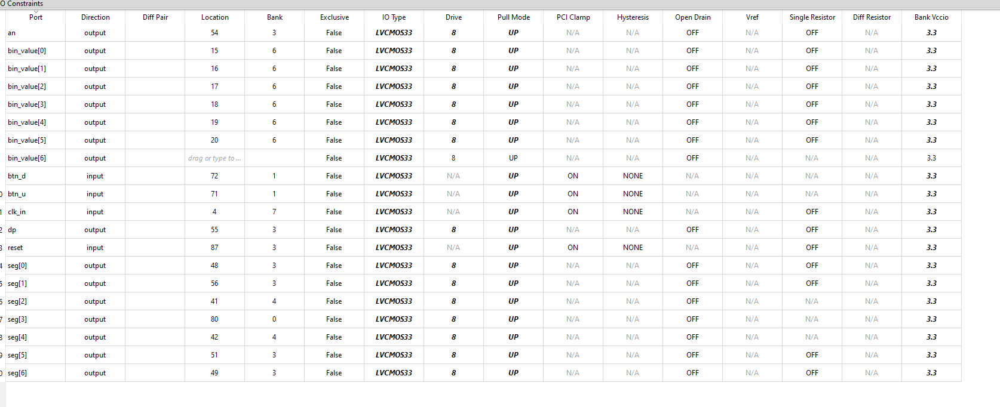 O Constraints
Port Direction Diff Pair Location Bank Exclusive IO Type Drive Pull Mode PCI Clamp Hysteresis Open Drain Vref Single Resistor Diff Resistor Bank Vccio
an output 54 3 False LVCMOS33 8 UP N/A N/A OFF N/A OFF N/A 3.3
bin_value[0] output 15 6 False LVCMOS33 8 UP N/A N/A OFF N/A OFF N/A 3.3
bin_value[1] output 16 6 False LVCMOS33 8 UP N/A N/A OFF N/A OFF N/A 3.3
bin_value[2] output 17 6 False LVCMOS33 8 UP N/A N/A OFF N/A OFF N/A 3.3
bin_value[3] output 18 6 False LVCMOS33 8 UP N/A N/A OFF N/A OFF N/A 3.3
bin_value[4] output 19 6 False LVCMOS33 8 UP N/A N/A OFF N/A OFF N/A 3.3
bin_value[5] output 20 6 False LVCMOS33 8 UP N/A N/A OFF N/A OFF N/A 3.3
bin_value[6] output drag or type to ... False LVCMOS33 8 UP N/A N/A OFF N/A N/A N/A 3.3
btn_d input 72 1 False LVCMOS33 N/A UP ON NONE N/A N/A N/A N/A 3.3
0 btn_u input 71 1 False LVCMOS33 N/A UP ON NONE N/A N/A N/A N/A 3.3
1 clk_in input 4 7 False LVCMOS33 N/A UP ON NONE N/A N/A OFF N/A 3.3
2 dp output 55 3 False LVCMOS33 8 UP N/A N/A OFF N/A OFF N/A 3.3
3 reset input 87 3 False LVCMOS33 N/A UP ON NONE N/A N/A OFF N/A 3.3
4 seg[0] output 48 3 False LVCMOS33 8 UP N/A N/A OFF N/A OFF N/A 3.3
5 seg[1] output 56 3 False LVCMOS33 8 UP N/A N/A OFF N/A OFF N/A 3.3
6 seg[2] output 41 4 False LVCMOS33 8 UP N/A N/A OFF N/A N/A N/A 3.3
7 seg[3] output 80 0 False LVCMOS33 8 UP N/A N/A OFF N/A OFF N/A 3.3
8 seg[4] output 42 4 False LVCMOS33 8 UP N/A N/A OFF N/A N/A N/A 3.3
9 seg[5] output 51 3 False LVCMOS33 8 UP N/A N/A OFF N/A OFF N/A 3.3
0 seg[6] output 49 3 False LVCMOS33 8 UP N/A N/A OFF N/A OFF N/A 3.3